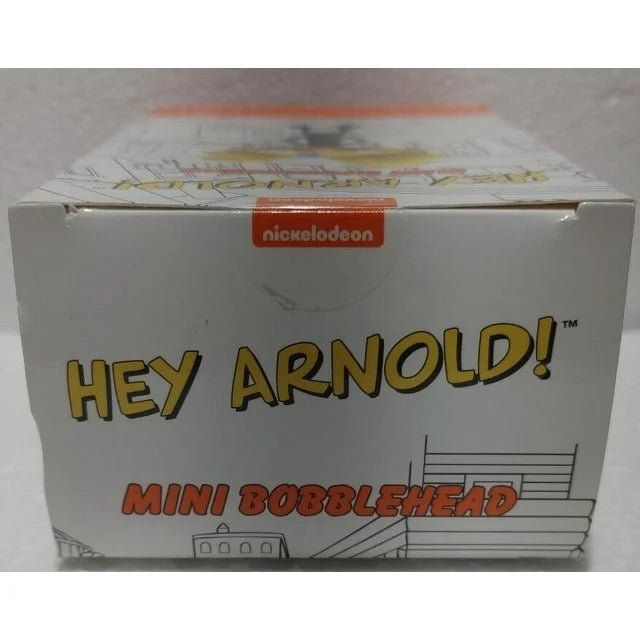 HEY ARNOLD!
nickelodeon
HEY ARNOLD!™
MINI BOBBLEHEAD